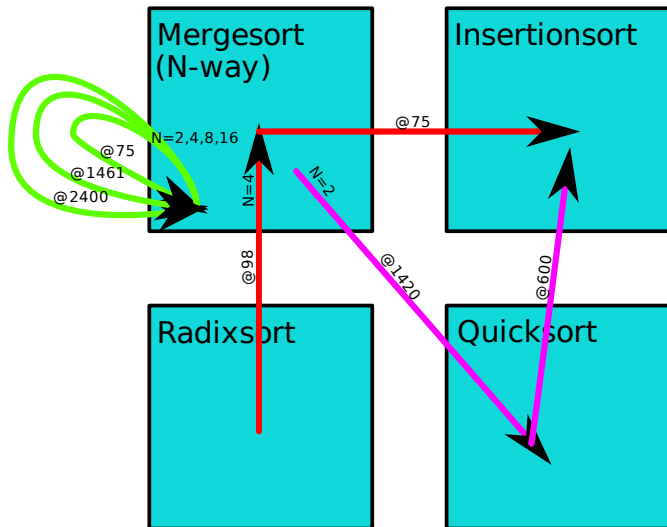 Mergesort
(N-way)
Insertionsort
N=2,4,8,16
@75
@75
@1461
@2400
N=4
N=2
@98
@1420
@600
Radixsort
Quicksort